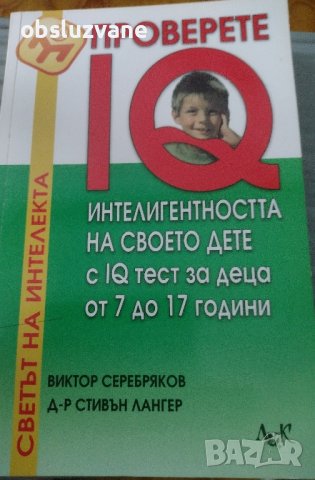 obsluzvane
ПРОВЕРЕТЕ
IQ
ИНТЕЛИГЕНТНОСТТА
НА СВОЕТО ДЕТЕ
с IQ тест за деца
от 7 до 17 години
СВЕТЪТ НА ИНТЕЛЕКТА
ВИКТОР СЕРЕБРЯКОВ
Д-Р СТИВЪН ЛАНГЕР
BAZAR